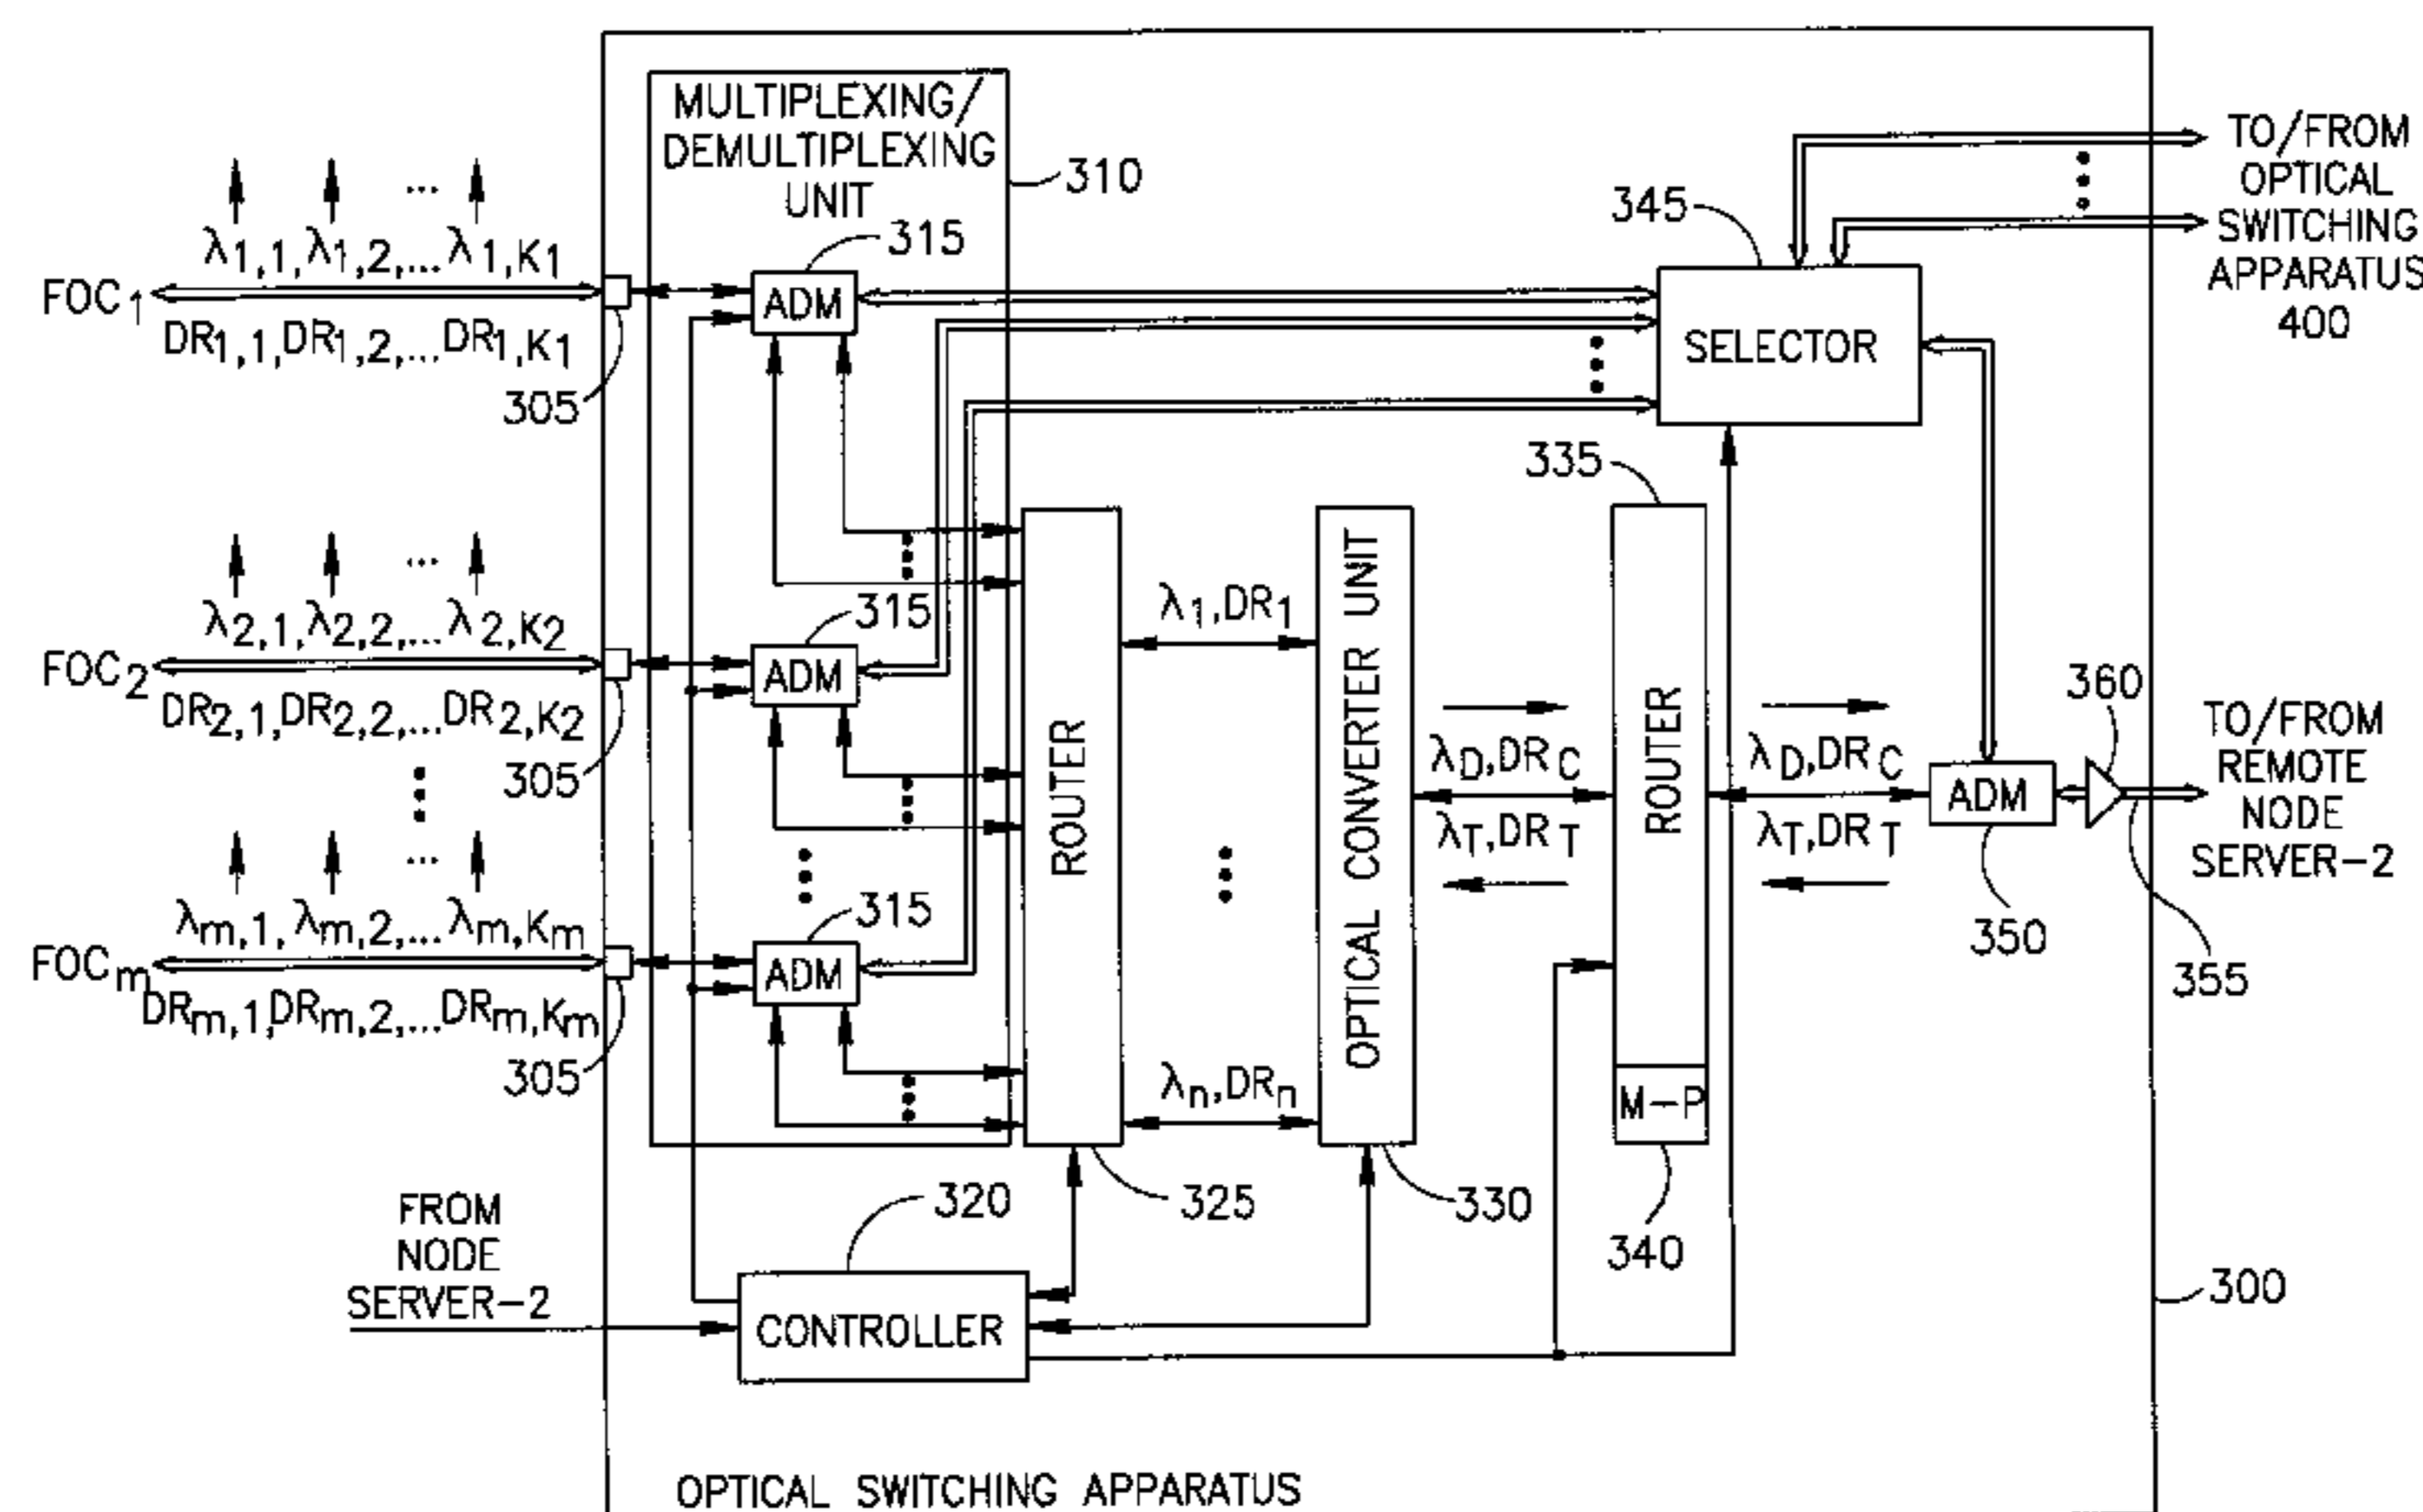 MULTIPLEXING/
DEMULTIPLEXING
UNIT
310
315
345
TO/FROM
OPTICAL
SWITCHING
APPARATUS
400
... 
λ1,1, λ1,2,... λ1,K1
FOC1
DR1,1, DR1,2,... DR1,K1
305
ADM
SELECTOR
335
...
λ2,1, λ2,2,... λ2,K2
FOC2
DR2,1, DR2,2,... DR2,K2
305
315
ADM
λ1, DR1
ROUTER
OPTICAL CONVERTER UNIT
ROUTER
λD, DRC
λT, DRT
λD, DRC
λT, DRT
ADM
350
360
355
TO/FROM
REMOTE
NODE
SERVER-2
...
λm,1, λm,2,... λm,Km
FOCm
DRm,1, DRm,2,... DRm,Km
305
315
ADM
λn, DRn
M-P
340
325
330
320
FROM
NODE
SERVER-2
CONTROLLER
300
OPTICAL SWITCHING APPARATUS